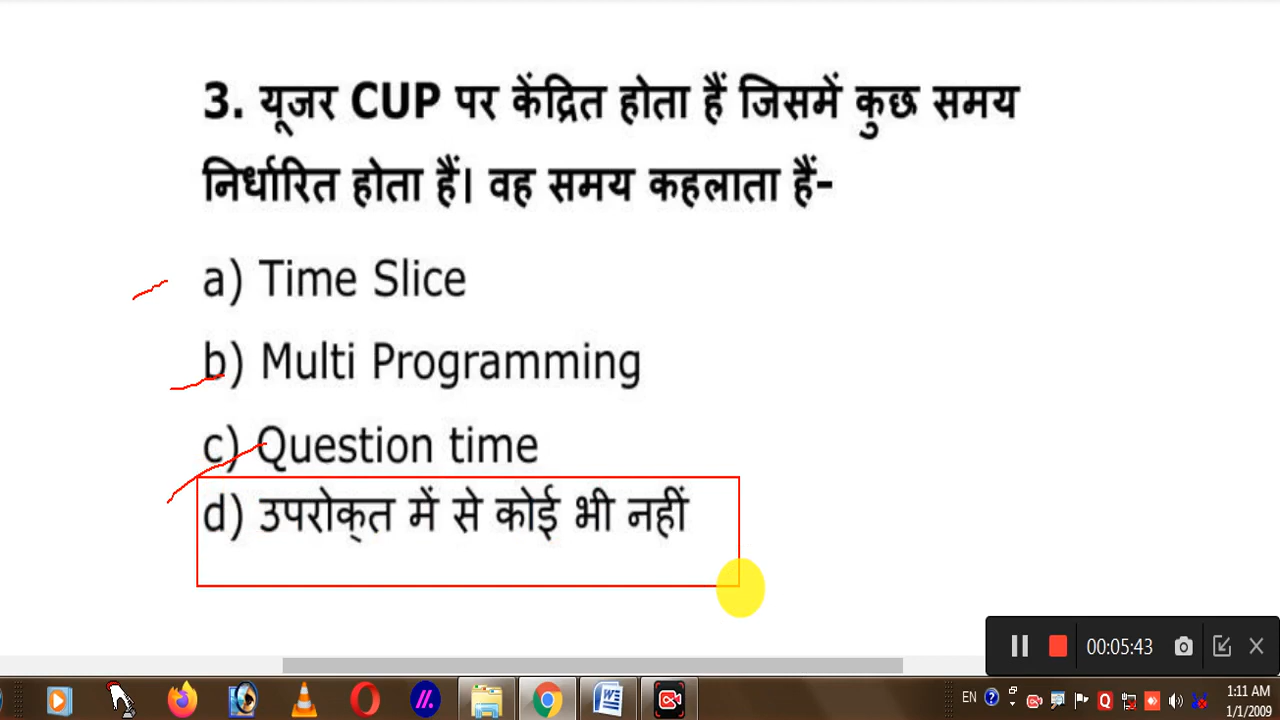 3. यूजर CUP पर केंद्रित होता हैं जिसमें कुछ समय
निर्धारित होता हैं। वह समय कहलाता हैं-
a) Time Slice
b) Multi Programming
c) Question time
d) उपरोक्त में से कोई भी नहीं
00:05:43
EN
1:11 AM
1/1/2009